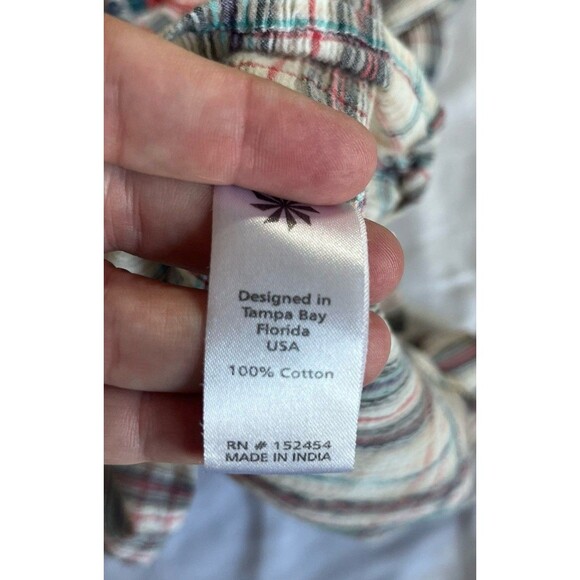 Designed in
Tampa Bay
Florida
USA
100% Cotton
RN # 152454
MADE IN INDIA